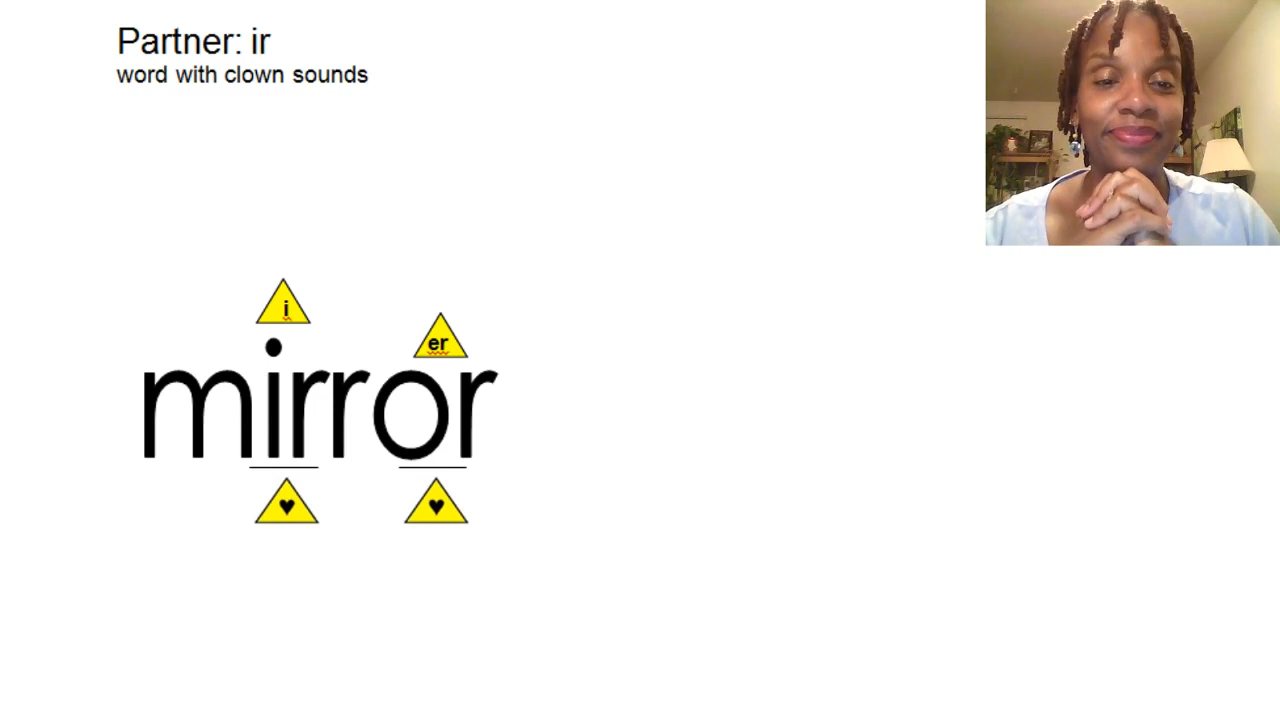 Partner: ir
word with clown sounds
i
er
mirror
♥ ♥